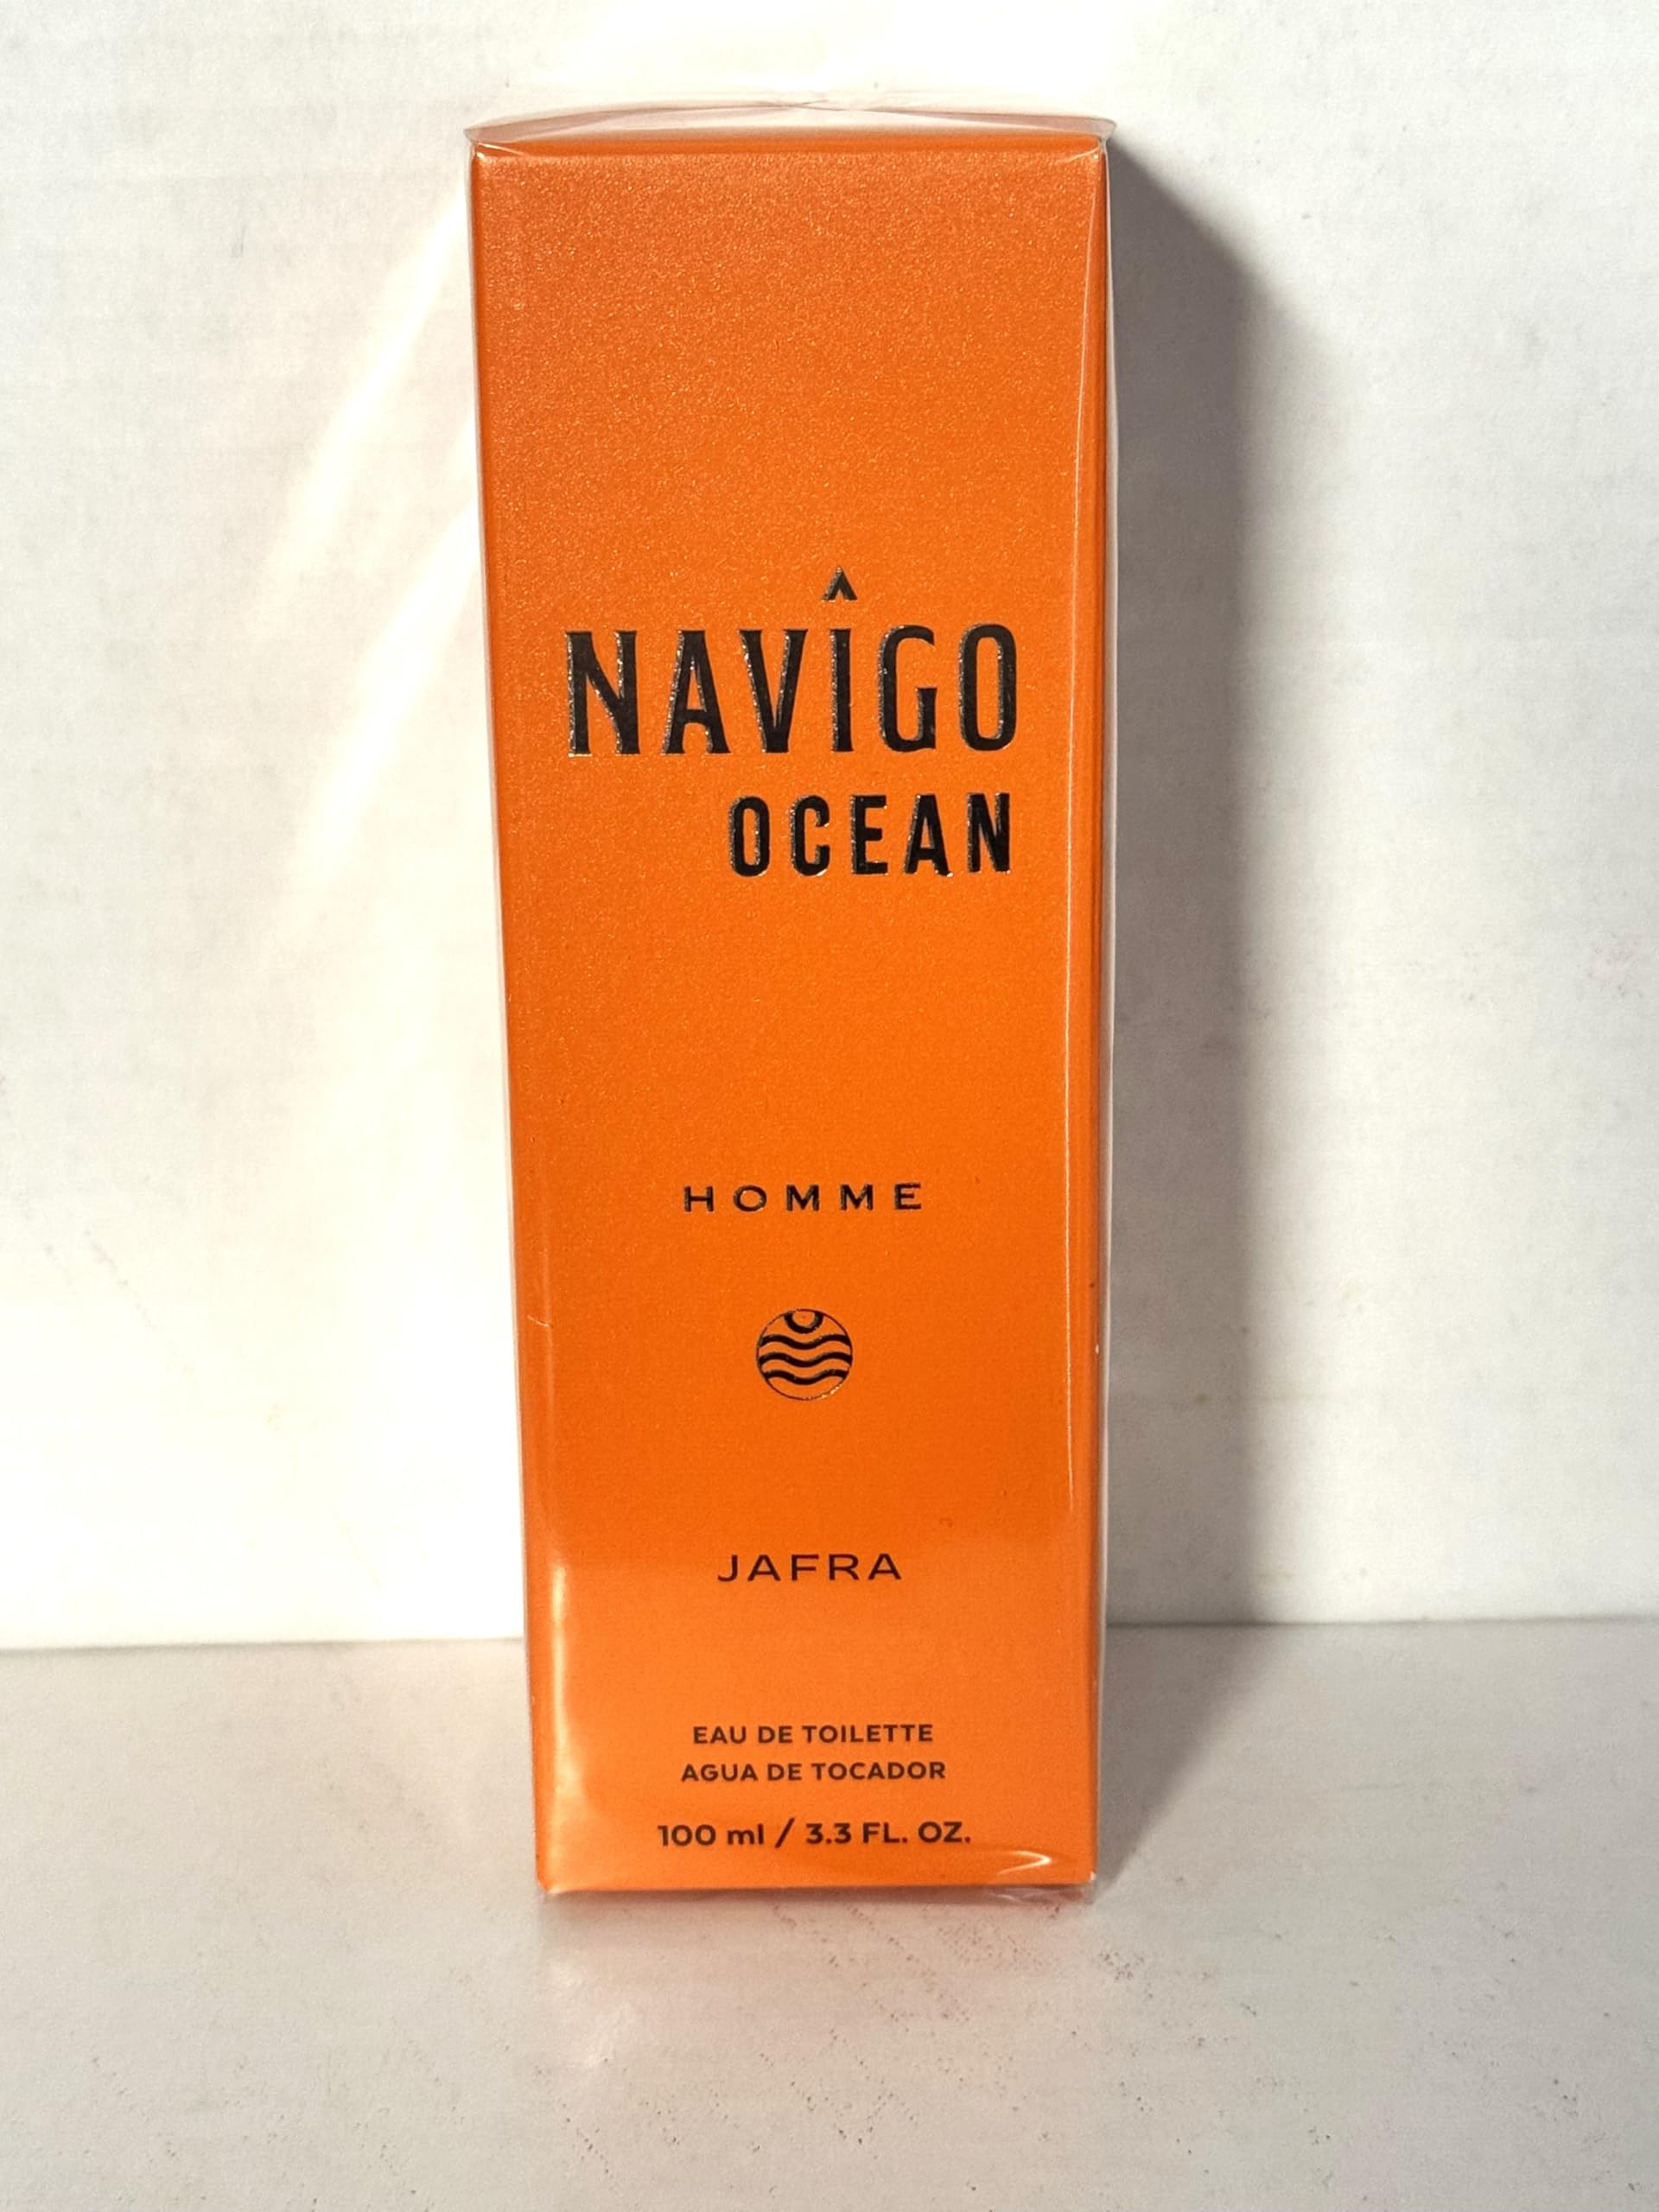 NAVÎGO
OCEAN
HOMME
JAFRA
EAU DE TOILETTE
AGUA DE TOCADOR
100 ml / 3.3 FL. OZ.